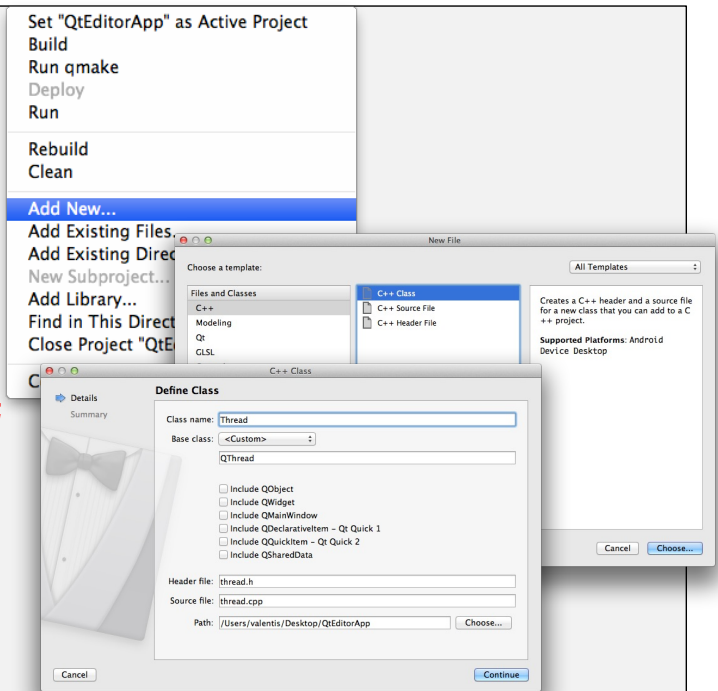 Set "QtEditorApp" as Active Project
Build
Run qmake
Deploy
Run
Rebuild
Clean
Add New...
Add Existing Files.
Add Existing Direc
New Subproject...
Add Library...
Find in This Direct
Close Project "QtE
C
New File
Choose a template:
All Templates
Files and Classes
C++
Modeling
Qt
GLSL
C++ Class
C++ Source File
C++ Header File
Creates a C++ header and a source file
for a new class that you can add to a C
++ project.
Supported Platforms: Android
Device Desktop
Cancel
Choose...
C++ Class
Details
Summary
Define Class
Class name: Thread
Base class: <Custom>
QThread
Include QObject
Include QWidget
Include QMainWindow
Include QDeclarativeItem - Qt Quick 1
Include QQuickItem - Qt Quick 2
Include QSharedData
Header file: thread.h
Source file: thread.cpp
Path: /Users/valentis/Desktop/QtEditorApp
Choose...
Cancel
Continue